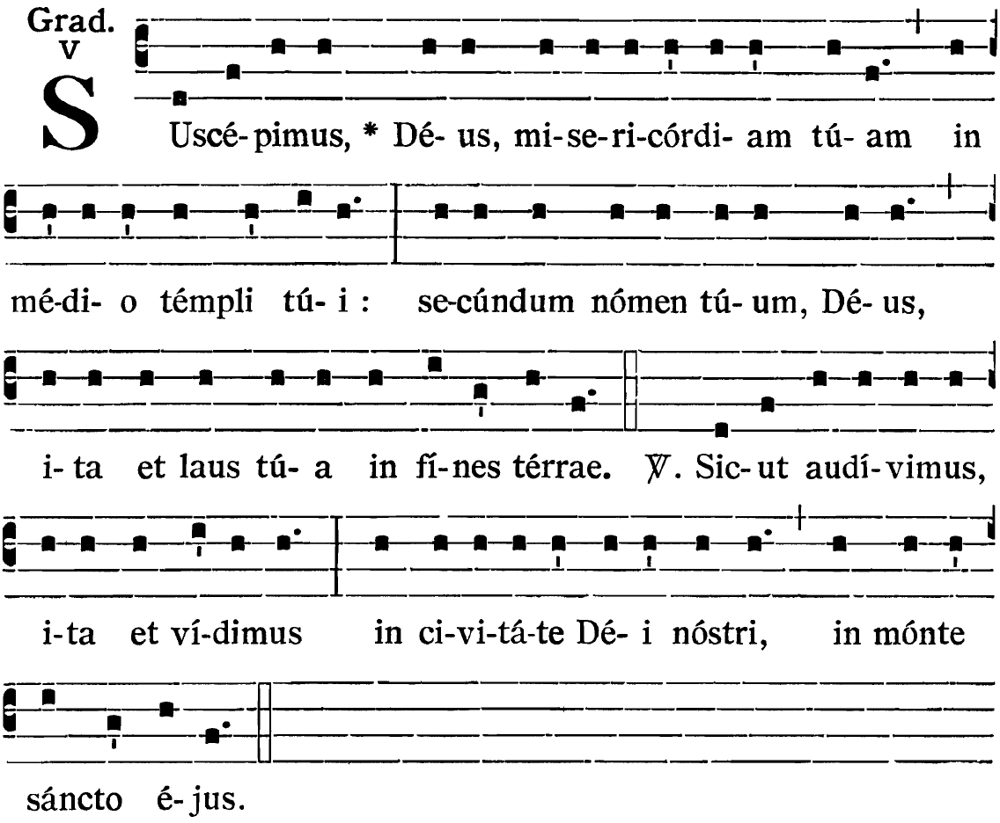 Grad.
V
SUscé-pimus, * Dé- us, mi-se-ri-córdi- am tú- am in
mé-di- o témpli tú- i : se-cúndum nómen tú- um, Dé- us,
i- ta et laus tú- a in fí-nes térrae. ℣. Sic- ut audí-vimus,
i-ta et ví-dimus in ci-vi-tá-te Dé- i nóstri, in mónte
sáncto é-jus.